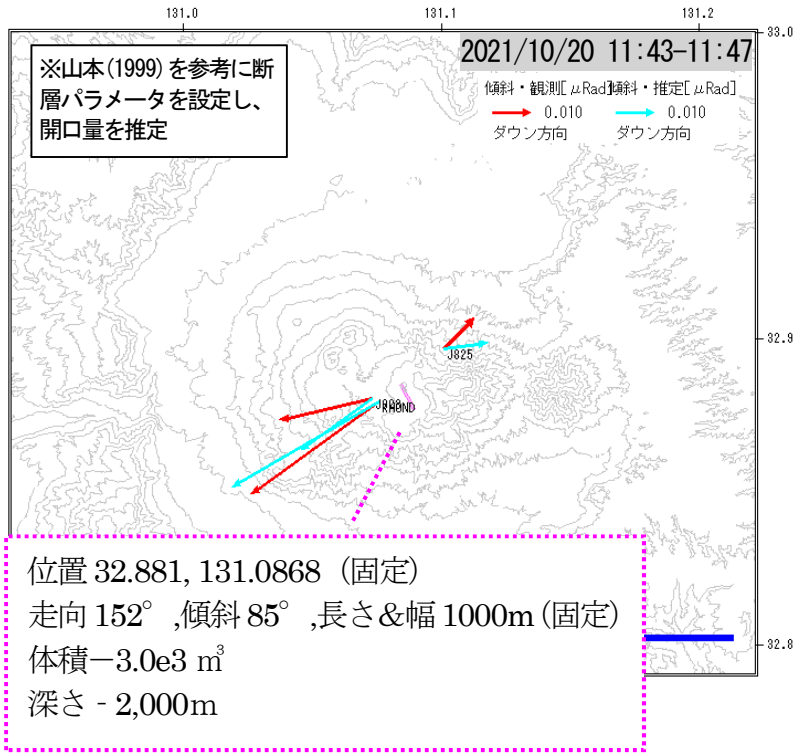 131.0 131.1 131.2
33.0
2021/10/20 11:43-11:47
※山本(1999)を参考に断
層パラメータを設定し、
開口量を推定
傾斜・観測[μRad] 傾斜・推定[μRad]
0.010 0.010
ダウン方向 ダウン方向
32.9
J825
KAOND
位置 32.881, 131.0868 (固定)
走向 152° ,傾斜 85° ,長さ&幅 1000m (固定)
体積-3.0e3 ㎥
深さ - 2,000m
32.8